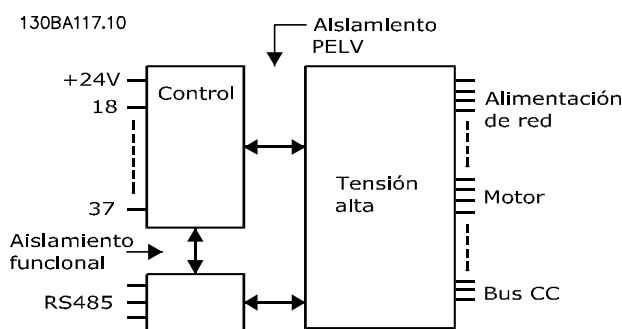 130BA117.10
Aislamiento
PELV
+24V
18
37
Control
Tensión
alta
Alimentación
de red
Motor
Bus CC
Aislamiento
funcional
RS485